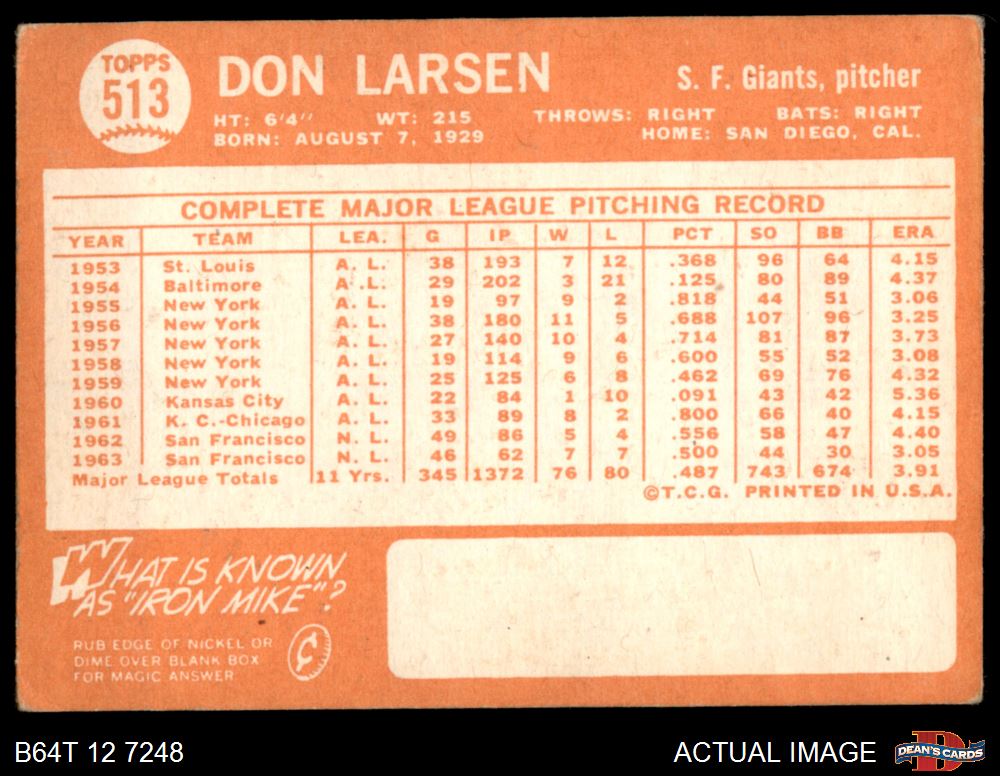 TOPPS
513
DON LARSEN
S. F. Giants, pitcher
HT: 6'4" WT: 215 THROWS: RIGHT BATS: RIGHT
BORN: AUGUST 7, 1929 HOME: SAN DIEGO, CAL.
COMPLETE MAJOR LEAGUE PITCHING RECORD
YEAR TEAM LEA. G IP W L PCT SO BB ERA
1953 St. Louis A. L. 38 193 7 12 .368 96 64 4.15
1954 Baltimore A. L. 29 202 3 21 .125 80 89 4.37
1955 New York A. L. 19 97 9 2 .818 44 51 3.06
1956 New York A. L. 38 180 11 5 .688 107 96 3.25
1957 New York A. L. 27 140 10 4 .714 81 87 3.73
1958 New York A. L. 19 114 9 6 .600 55 52 3.08
1959 New York A. L. 25 125 6 8 .462 69 76 4.32
1960 Kansas City A. L. 22 84 1 10 .091 43 42 5.36
1961 K. C.-Chicago A. L. 33 89 8 2 .800 66 40 4.15
1962 San Francisco N. L. 49 86 5 4 .556 58 47 4.40
1963 San Francisco N. L. 46 62 7 7 .500 44 30 3.05
Major League Totals 11 Yrs. 345 1372 76 80 .487 743 674 3.91
©T.C.G. PRINTED IN U.S.A.
WHAT IS KNOWN
AS "IRON MIKE"?
RUB EDGE OF NICKEL OR
DIME OVER BLANK BOX
FOR MAGIC ANSWER
¢
B64T 12 7248
ACTUAL IMAGE
D
DEAN'S CARDS